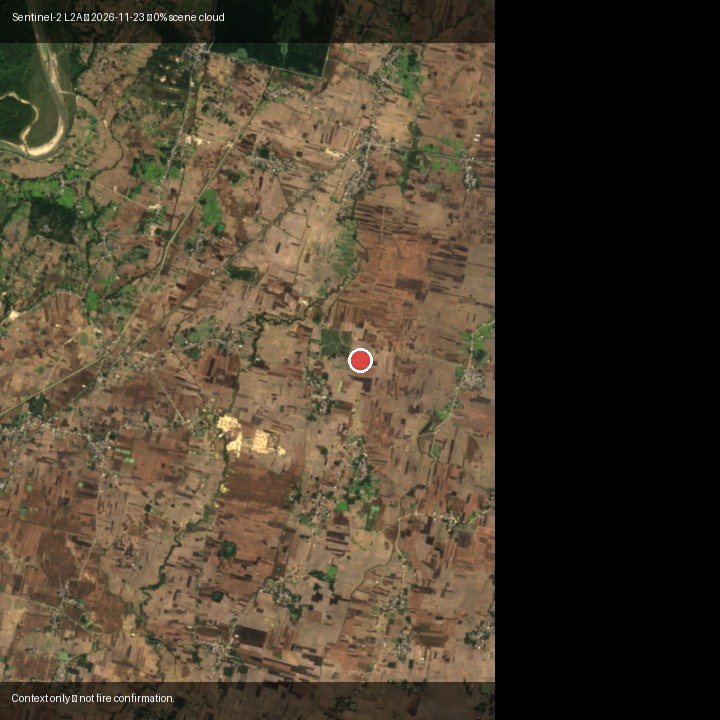 Sentinel-2 L2A ▯ 2026-11-23 ▯ 0% scene cloud
Context only ▯ not fire confirmation.